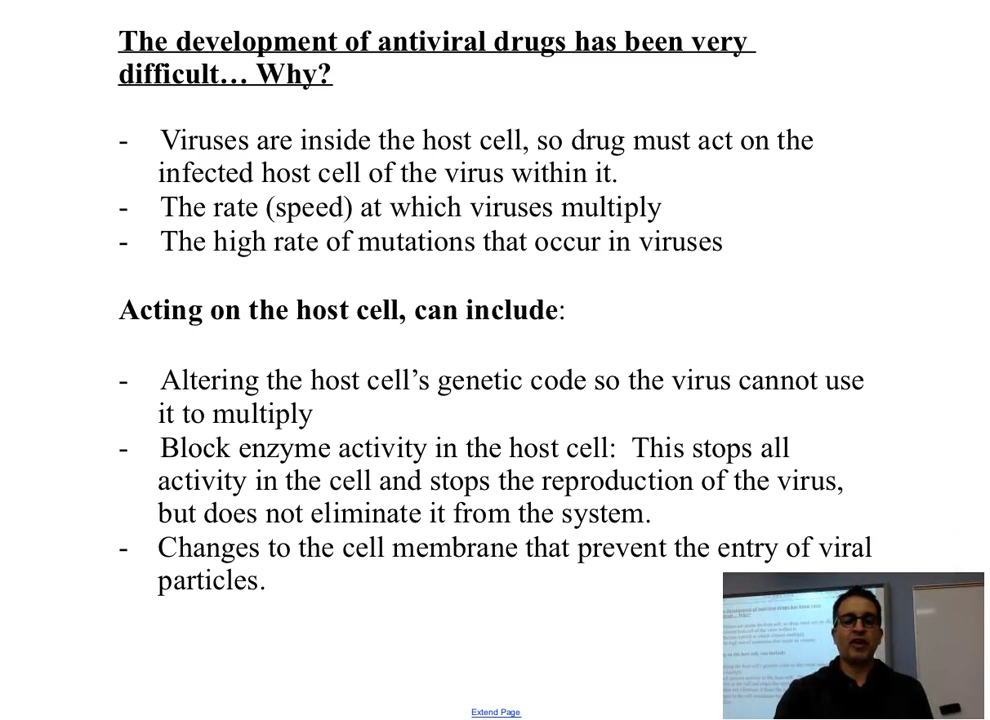 The development of antiviral drugs has been very
difficult… Why?
- Viruses are inside the host cell, so drug must act on the
infected host cell of the virus within it.
- The rate (speed) at which viruses multiply
- The high rate of mutations that occur in viruses
Acting on the host cell, can include:
- Altering the host cell’s genetic code so the virus cannot use
it to multiply
- Block enzyme activity in the host cell:  This stops all
activity in the cell and stops the reproduction of the virus,
but does not eliminate it from the system.
- Changes to the cell membrane that prevent the entry of viral
particles.
Extend Page